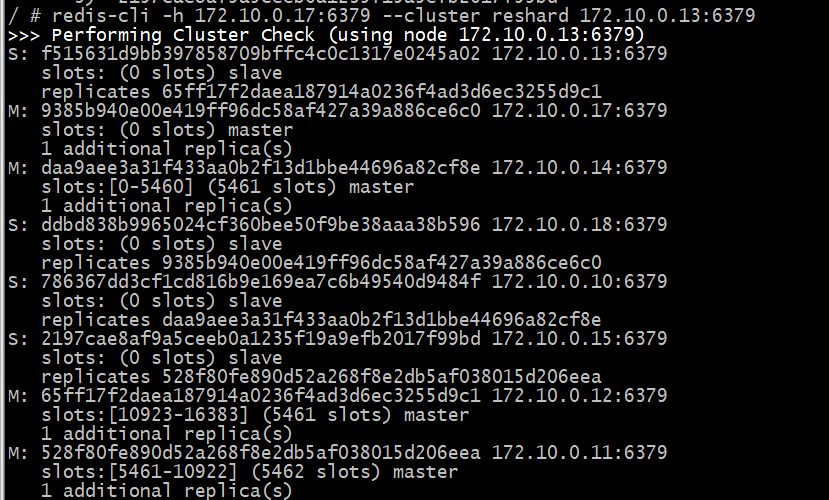 / # redis-cli -h 172.10.0.17:6379 --cluster reshard 172.10.0.13:6379
>>> Performing Cluster Check (using node 172.10.0.13:6379)
S: f515631d9bb397858709bffc4c0c1317e0245a02 172.10.0.13:6379
slots: (0 slots) slave
replicates 65ff17f2daea187914a0236f4ad3d6ec3255d9c1
M: 9385b940e00e419ff96dc58af427a39a886ce6c0 172.10.0.17:6379
slots: (0 slots) master
1 additional replica(s)
M: daa9aee3a31f433aa0b2f13d1bbe44696a82cf8e 172.10.0.14:6379
slots:[0-5460] (5461 slots) master
1 additional replica(s)
S: ddbd838b9965024cf360bee50f9be38aaa38b596 172.10.0.18:6379
slots: (0 slots) slave
replicates 9385b940e00e419ff96dc58af427a39a886ce6c0
S: 786367dd3cf1cd816b9e169ea7c6b49540d9484f 172.10.0.10:6379
slots: (0 slots) slave
replicates daa9aee3a31f433aa0b2f13d1bbe44696a82cf8e
S: 2197cae8af9a5ceeb0a1235f19a9efb2017f99bd 172.10.0.15:6379
slots: (0 slots) slave
replicates 528f80fe890d52a268f8e2db5af038015d206eea
M: 65ff17f2daea187914a0236f4ad3d6ec3255d9c1 172.10.0.12:6379
slots:[10923-16383] (5461 slots) master
1 additional replica(s)
M: 528f80fe890d52a268f8e2db5af038015d206eea 172.10.0.11:6379
slots:[5461-10922] (5462 slots) master
1 additional replica(s)